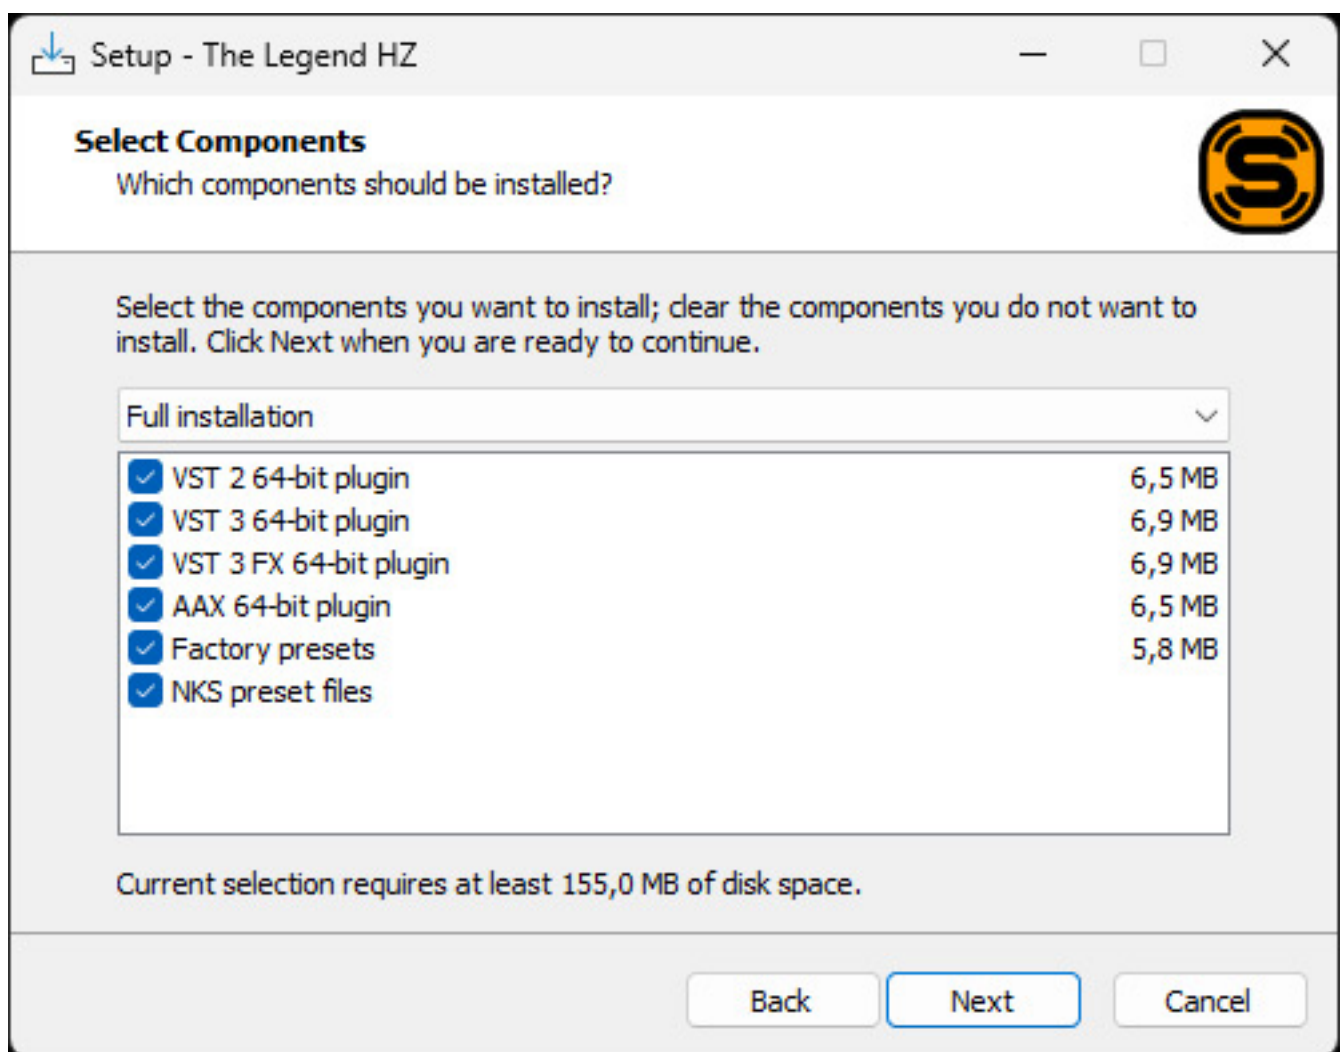 Setup - The Legend HZ
Select Components
Which components should be installed?
S
Select the components you want to install; clear the components you do not want to
install. Click Next when you are ready to continue.
Full installation
VST 2 64-bit plugin 6,5 MB
VST 3 64-bit plugin 6,9 MB
VST 3 FX 64-bit plugin 6,9 MB
AAX 64-bit plugin 6,5 MB
Factory presets 5,8 MB
NKS preset files
Current selection requires at least 155,0 MB of disk space.
Back Next Cancel